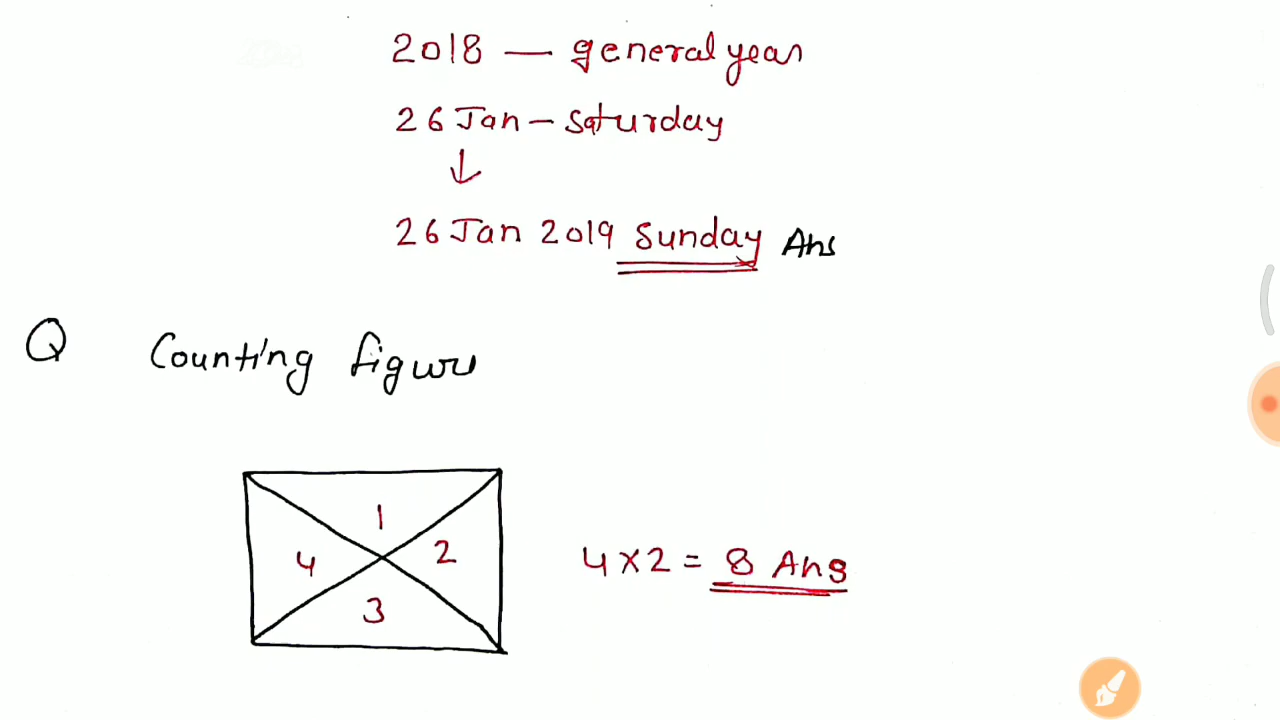 2018 — general year
26 Jan – Saturday
↓
26 Jan 2019 Sunday Ans
Q Counting figure
1
4 2
3
4 × 2 = 8 Ans